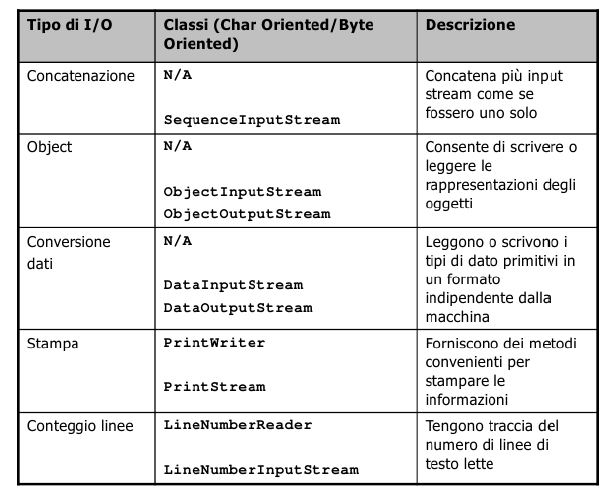 Tipo di I/O
Classi (Char Oriented/Byte
Oriented)
Descrizione
Concatenazione
N/A
SequenceInputStream
Concatena più input
stream come se
fossero uno solo
Object
N/A
ObjectInputStream
ObjectOutputStream
Consente di scrivere o
leggere le
rappresentazioni degli
oggetti
Conversione
dati
N/A
DataInputStream
DataOutputStream
Leggono o scrivono i
tipi di dato primitivi in
un formato
indipendente dalla
macchina
Stampa
PrintWriter
PrintStream
Forniscono dei metodi
convenienti per
stampare le
informazioni
Conteggio linee
LineNumberReader
LineNumberInputStream
Tengono traccia del
numero di linee di
testo lette